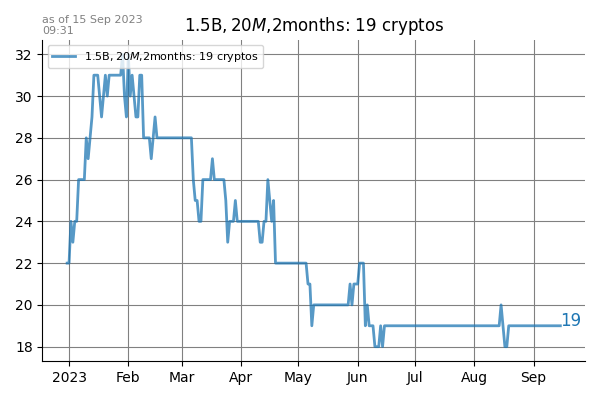 as of 15 Sep 2023
09:31
1.5B, 20M,2months: 19 cryptos
1.5B, 20M,2months: 19 cryptos
32
30
28
26
24
22
20
18
19
2023 Feb Mar Apr May Jun Jul Aug Sep